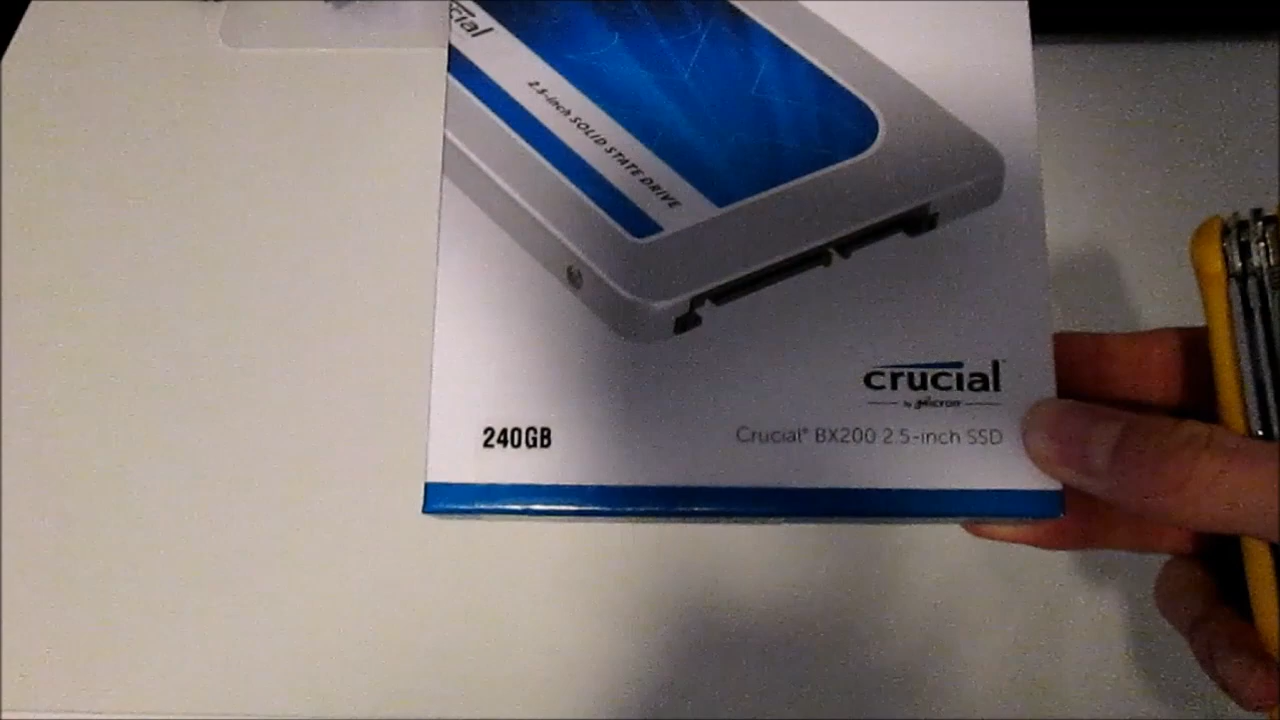 crucial
2.5-inch SOLID STATE DRIVE
crucial
by Micron
240GB
Crucial® BX200 2.5-inch SSD